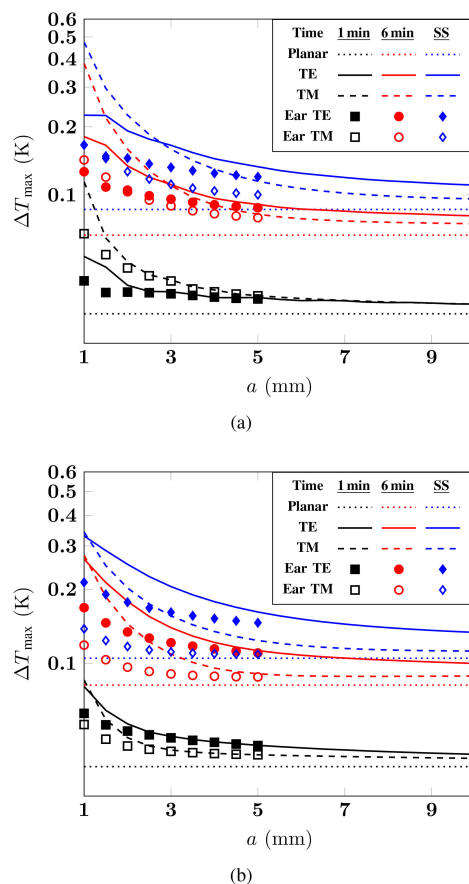 0.6
0.5
0.4
0.3
0.2
0.1
ΔT_max (K)
Time 1 min 6 min SS
Planar
TE
TM
Ear TE
Ear TM
1 3 5 7 9
a (mm)
(a)
0.6
0.5
0.4
0.3
0.2
0.1
ΔT_max (K)
Time 1 min 6 min SS
Planar
TE
TM
Ear TE
Ear TM
1 3 5 7 9
a (mm)
(b)